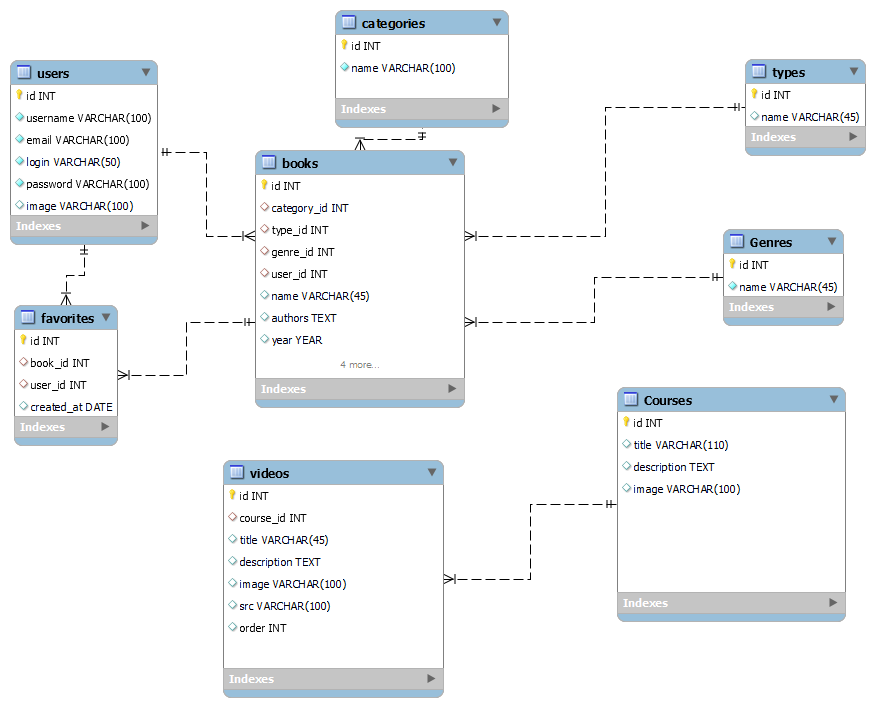 categories
id INT
name VARCHAR(100)
Indexes
users
id INT
username VARCHAR(100)
email VARCHAR(100)
login VARCHAR(50)
password VARCHAR(100)
image VARCHAR(100)
Indexes
types
id INT
name VARCHAR(45)
Indexes
books
id INT
category_id INT
type_id INT
genre_id INT
user_id INT
name VARCHAR(45)
authors TEXT
year YEAR
4 more...
Indexes
Genres
id INT
name VARCHAR(45)
Indexes
favorites
id INT
book_id INT
user_id INT
created_at DATE
Indexes
Courses
id INT
title VARCHAR(110)
description TEXT
image VARCHAR(100)
Indexes
videos
id INT
course_id INT
title VARCHAR(45)
description TEXT
image VARCHAR(100)
src VARCHAR(100)
order INT
Indexes